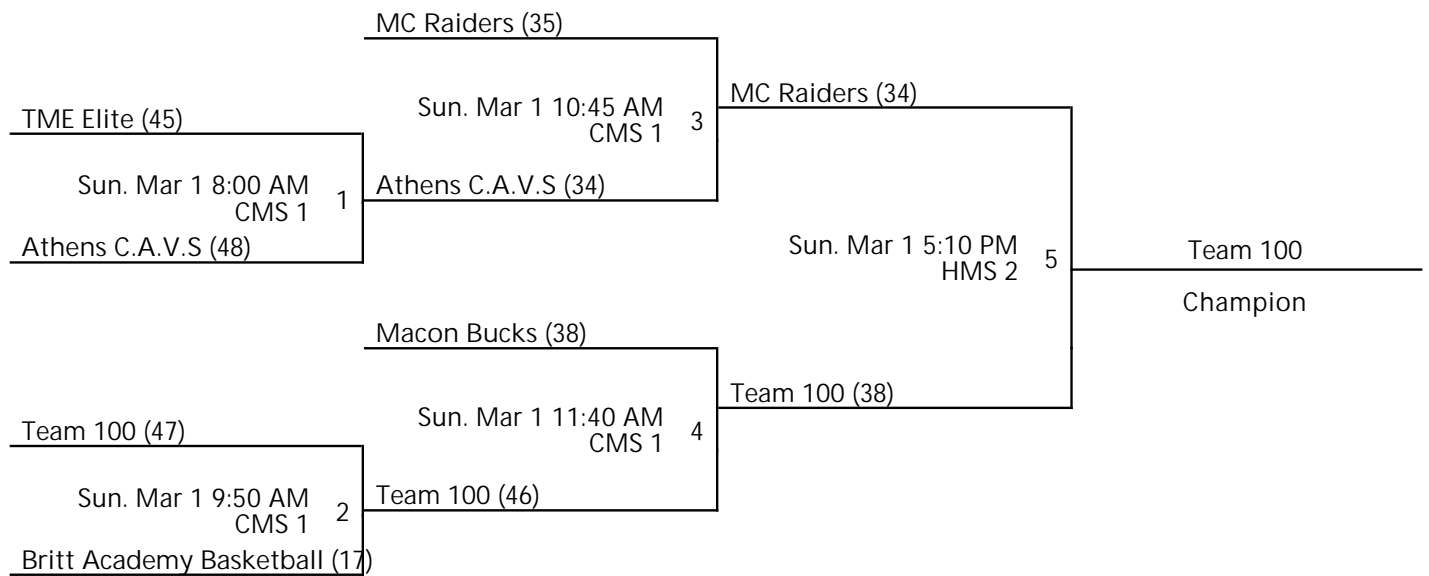 MC Raiders (35)
MC Raiders (34)
TME Elite (45)
Sun. Mar 1 10:45 AM
CMS 1
3
Sun. Mar 1 8:00 AM
CMS 1
1
Athens C.A.V.S (34)
Athens C.A.V.S (48)
Sun. Mar 1 5:10 PM
HMS 2
5
Team 100
Champion
Macon Bucks (38)
Team 100 (38)
Team 100 (47)
Sun. Mar 1 11:40 AM
CMS 1
4
Sun. Mar 1 9:50 AM
CMS 1
2
Team 100 (46)
Britt Academy Basketball (17)